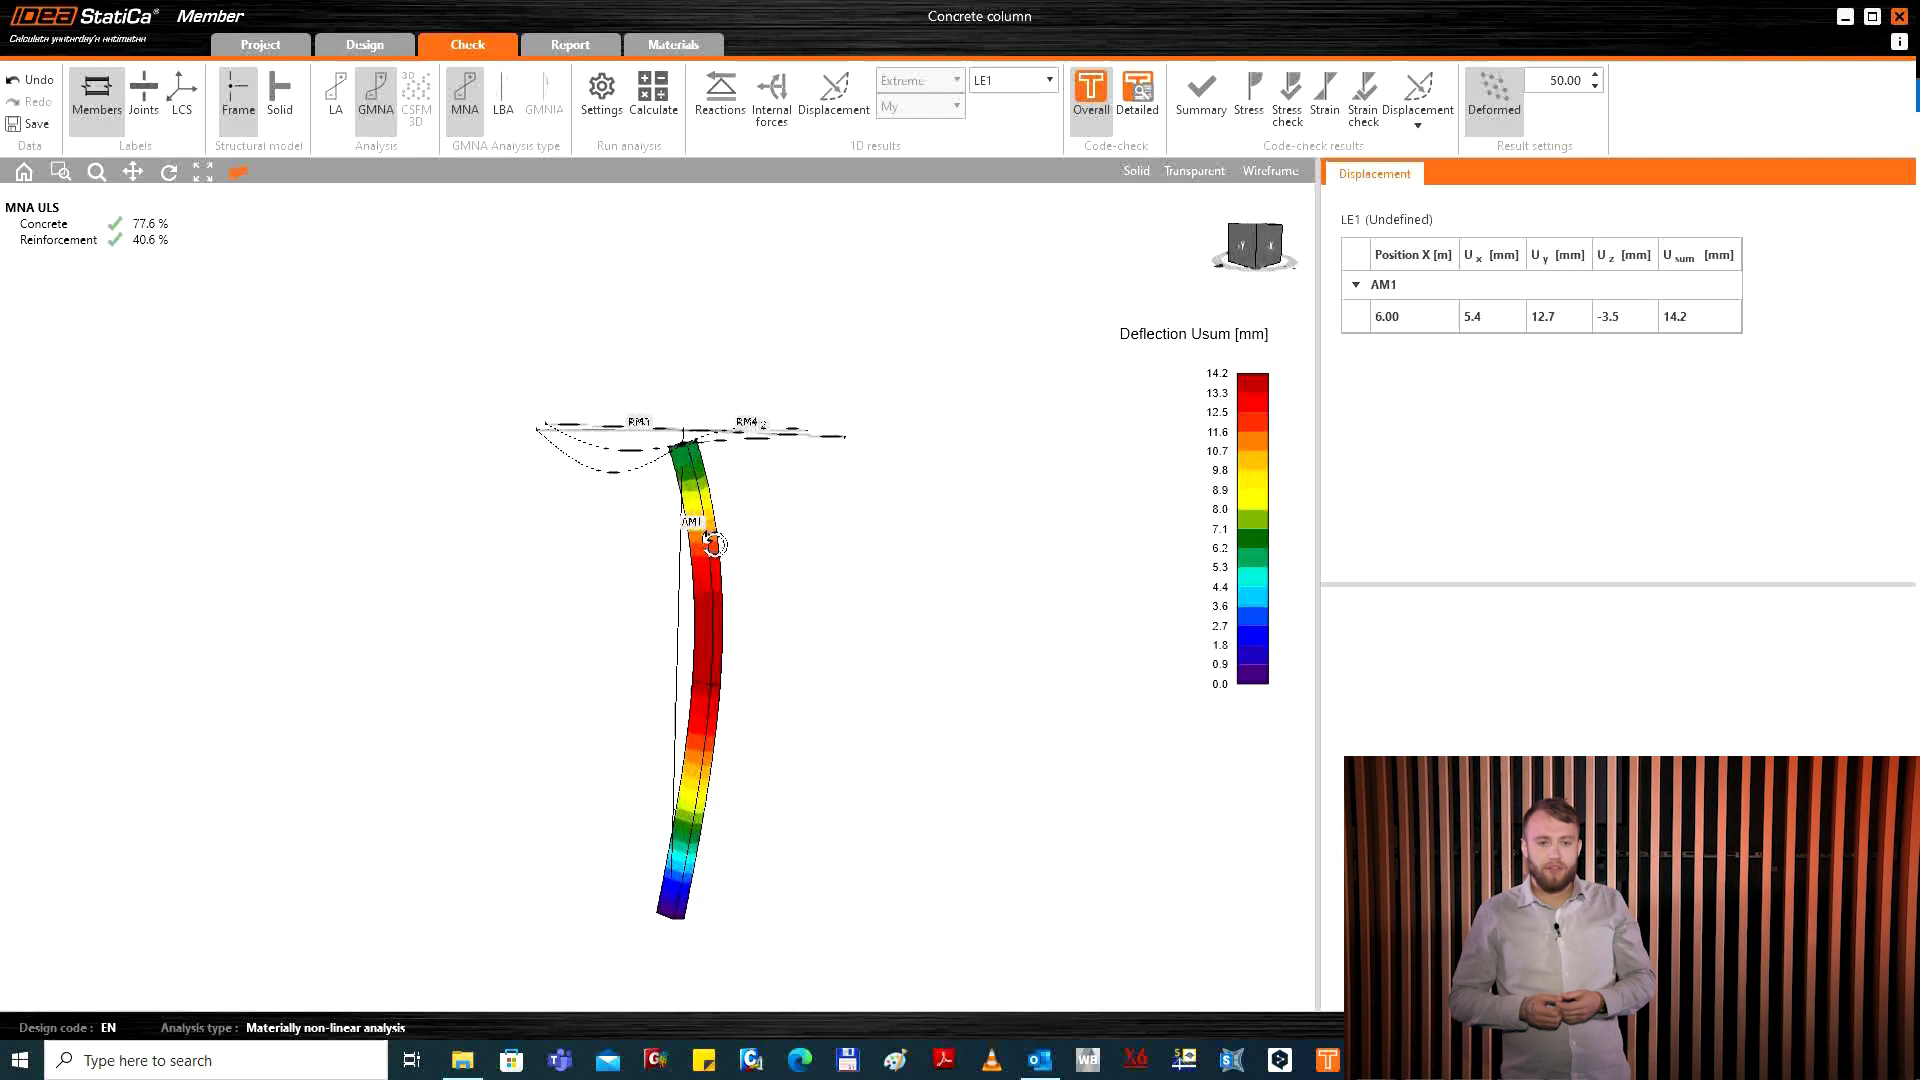 IDEA StatiCa® Member
Calculate yesterday's estimates
Concrete column
Project Design Check Report Materials
Undo
Redo
Save
Data
Members Joints LCS
Labels
Frame Solid
Structural model
LA GMNA 3D CSFM 3D
Analysis
MNA LBA GMNIA
GMNA Analysis type
Settings Calculate
Run analysis
Reactions Internal forces Displacement
Extreme LE1
My
1D results
Overall Detailed
Code-check
Summary Stress Stress check Strain Strain check Displacement
Code-check results
Deformed 50.00
Result settings
Solid Transparent Wireframe
MNA ULS
Concrete 77.6 %
Reinforcement 40.6 %
Deflection Usum [mm]
14.2
13.3
12.5
11.6
10.7
9.8
8.9
8.0
7.1
6.2
5.3
4.4
3.6
2.7
1.8
0.9
0.0
RM3 RM4 2
AM1
Displacement
LE1 (Undefined)
Position X [m] U x [mm] U y [mm] U z [mm] U sum [mm]
AM1
6.00 5.4 12.7 -3.5 14.2
Design code : EN Analysis type : Materially non-linear analysis
Type here to search